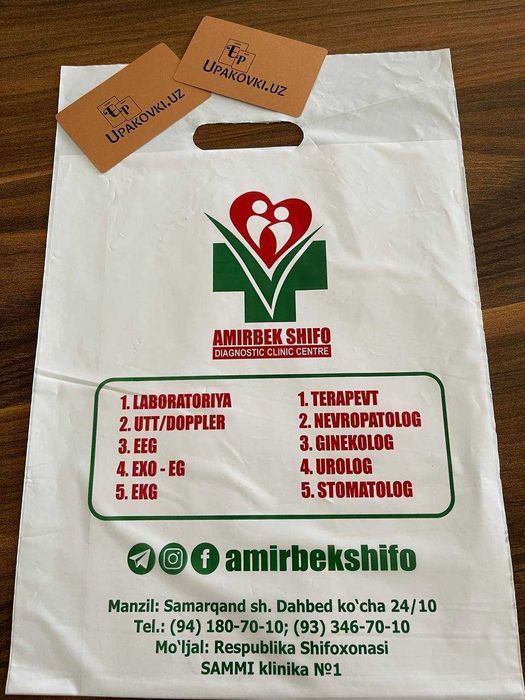 EP
UPAKOVKI.UZ
EP
UPAKOVKI.UZ
AMIRBEK SHIFO
DIAGNOSTIC CLINIC CENTRE
1. LABORATORIYA
2. UTT/DOPPLER
3. EEG
4. EXO - EG
5. EKG
1. TERAPEVT
2. NEVROPATOLOG
3. GINEKOLOG
4. UROLOG
5. STOMATOLOG
amirbekshifo
Manzil: Samarqand sh. Dahbed ko‘cha 24/10
Tel.: (94) 180-70-10; (93) 346-70-10
Mo‘ljal: Respublika Shifoxonasi
SAMMI klinika №1